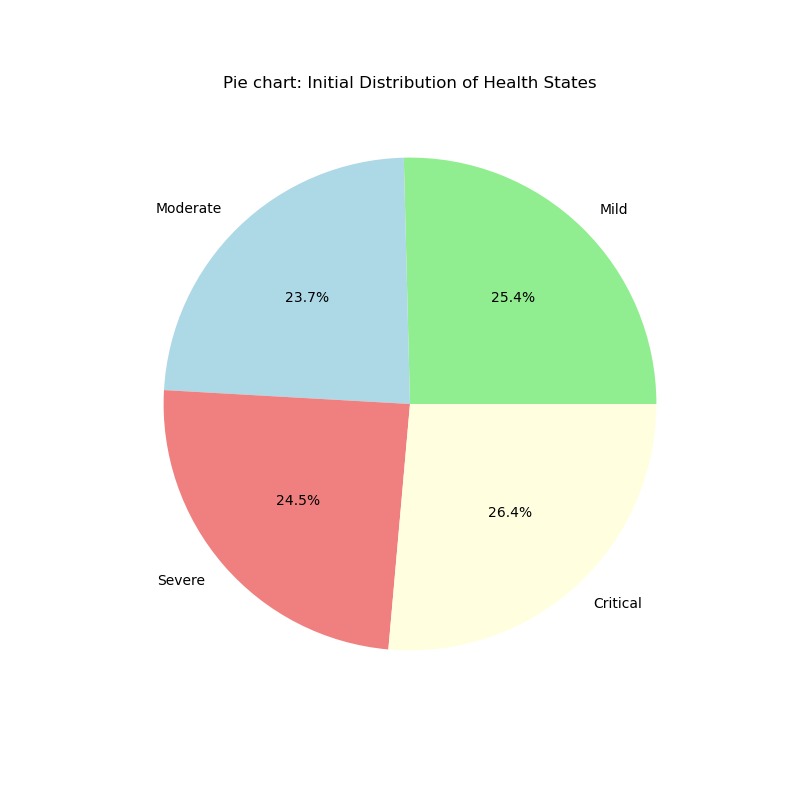 Pie chart: Initial Distribution of Health States
Moderate
Mild
23.7%
25.4%
24.5%
26.4%
Severe
Critical